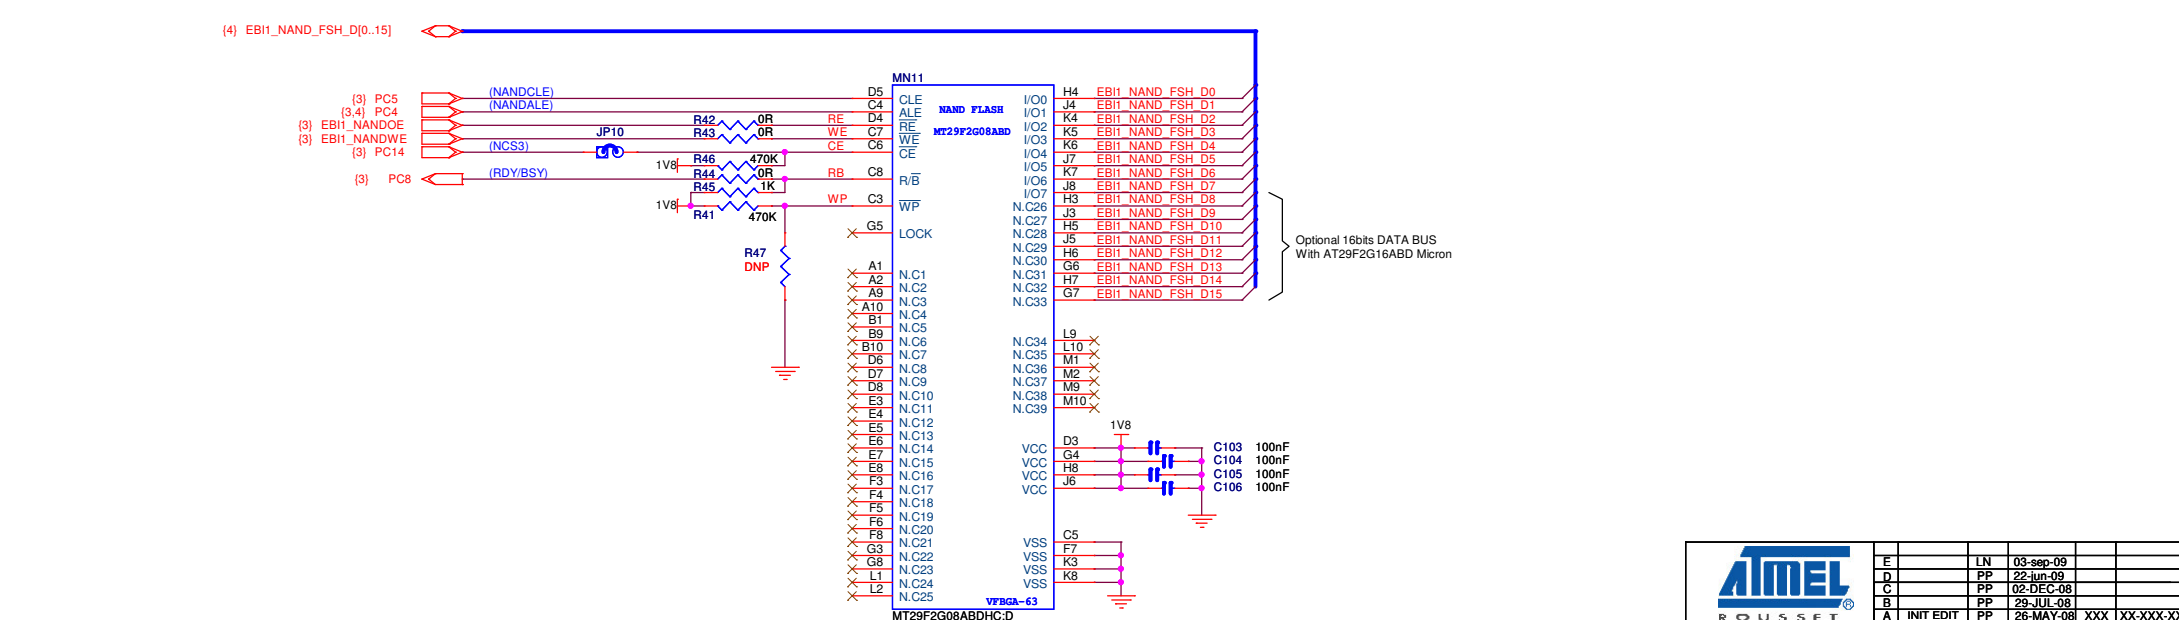 {4} EBI1_NAND_FSH_D[0..15]
MN11
{3} PC5 (NANDCLE) D5 CLE
{3,4} PC4 (NANDALE) C4 ALE
{3} EBI1_NANDOE R42 0R RE D4 RE
{3} EBI1_NANDWE R43 0R WE C7 WE
{3} PC14 (NCS3) JP10 CE C6 CE
1V8 R46 470K
{3} PC8 (RDY/BSY) R44 0R RB C8 R/B
R45 1K
1V8 R41 470K WP C3 WP
G5 LOCK
R47
DNP
NAND FLASH
MT29F2G08ABD
A1 N.C1
A2 N.C2
A9 N.C3
A10 N.C4
B1 N.C5
B9 N.C6
B10 N.C7
D6 N.C8
D7 N.C9
D8 N.C10
E3 N.C11
E4 N.C12
E5 N.C13
E6 N.C14
E7 N.C15
E8 N.C16
F3 N.C17
F4 N.C18
F5 N.C19
F6 N.C20
F8 N.C21
G3 N.C22
G8 N.C23
L1 N.C24
L2 N.C25
I/O0 H4 EBI1_NAND_FSH_D0
I/O1 J4 EBI1_NAND_FSH_D1
I/O2 K4 EBI1_NAND_FSH_D2
I/O3 K5 EBI1_NAND_FSH_D3
I/O4 K6 EBI1_NAND_FSH_D4
I/O5 J7 EBI1_NAND_FSH_D5
I/O6 K7 EBI1_NAND_FSH_D6
I/O7 J8 EBI1_NAND_FSH_D7
N.C26 H3 EBI1_NAND_FSH_D8
N.C27 J3 EBI1_NAND_FSH_D9
N.C28 H5 EBI1_NAND_FSH_D10
N.C29 J5 EBI1_NAND_FSH_D11
N.C30 H6 EBI1_NAND_FSH_D12
N.C31 G6 EBI1_NAND_FSH_D13
N.C32 H7 EBI1_NAND_FSH_D14
N.C33 G7 EBI1_NAND_FSH_D15
Optional 16bits DATA BUS
With AT29F2G16ABD Micron
N.C34 L9
N.C35 L10
N.C36 M1
N.C37 M2
N.C38 M9
N.C39 M10
1V8
VCC D3 C103 100nF
VCC G4 C104 100nF
VCC H8 C105 100nF
VCC J6 C106 100nF
VSS C5
VSS F7
VSS K3
VSS K8
VFBGA-63
MT29F2G08ABDHC:D
ATMEL ®
ROUSSET
E LN 03-sep-09
D PP 22-jun-09
C PP 02-DEC-08
B PP 29-JUL-08
A INIT EDIT PP 26-MAY-08 XXX XX-XXX-XX